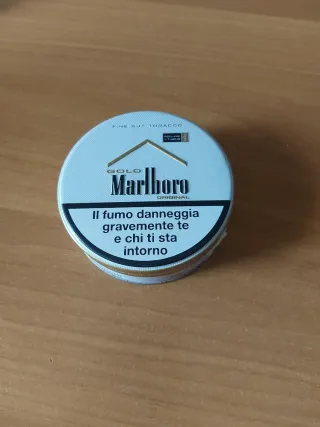 FINE CUT TOBACCO
GOLD
Marlboro
ORIGINAL
Il fumo danneggia
gravemente te
e chi ti sta
intorno